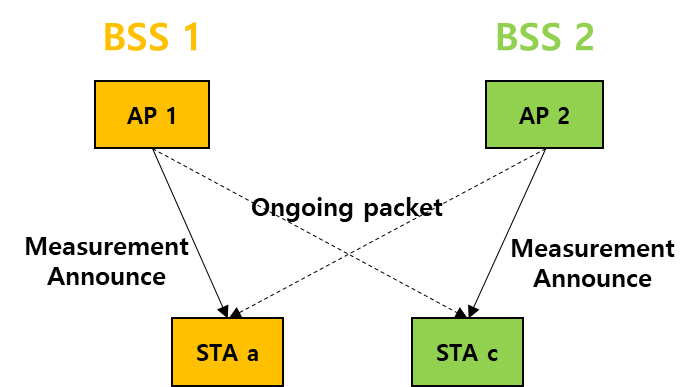 BSS 1
BSS 2
AP 1
AP 2
Ongoing packet
Measurement
Announce
Measurement
Announce
STA a
STA c